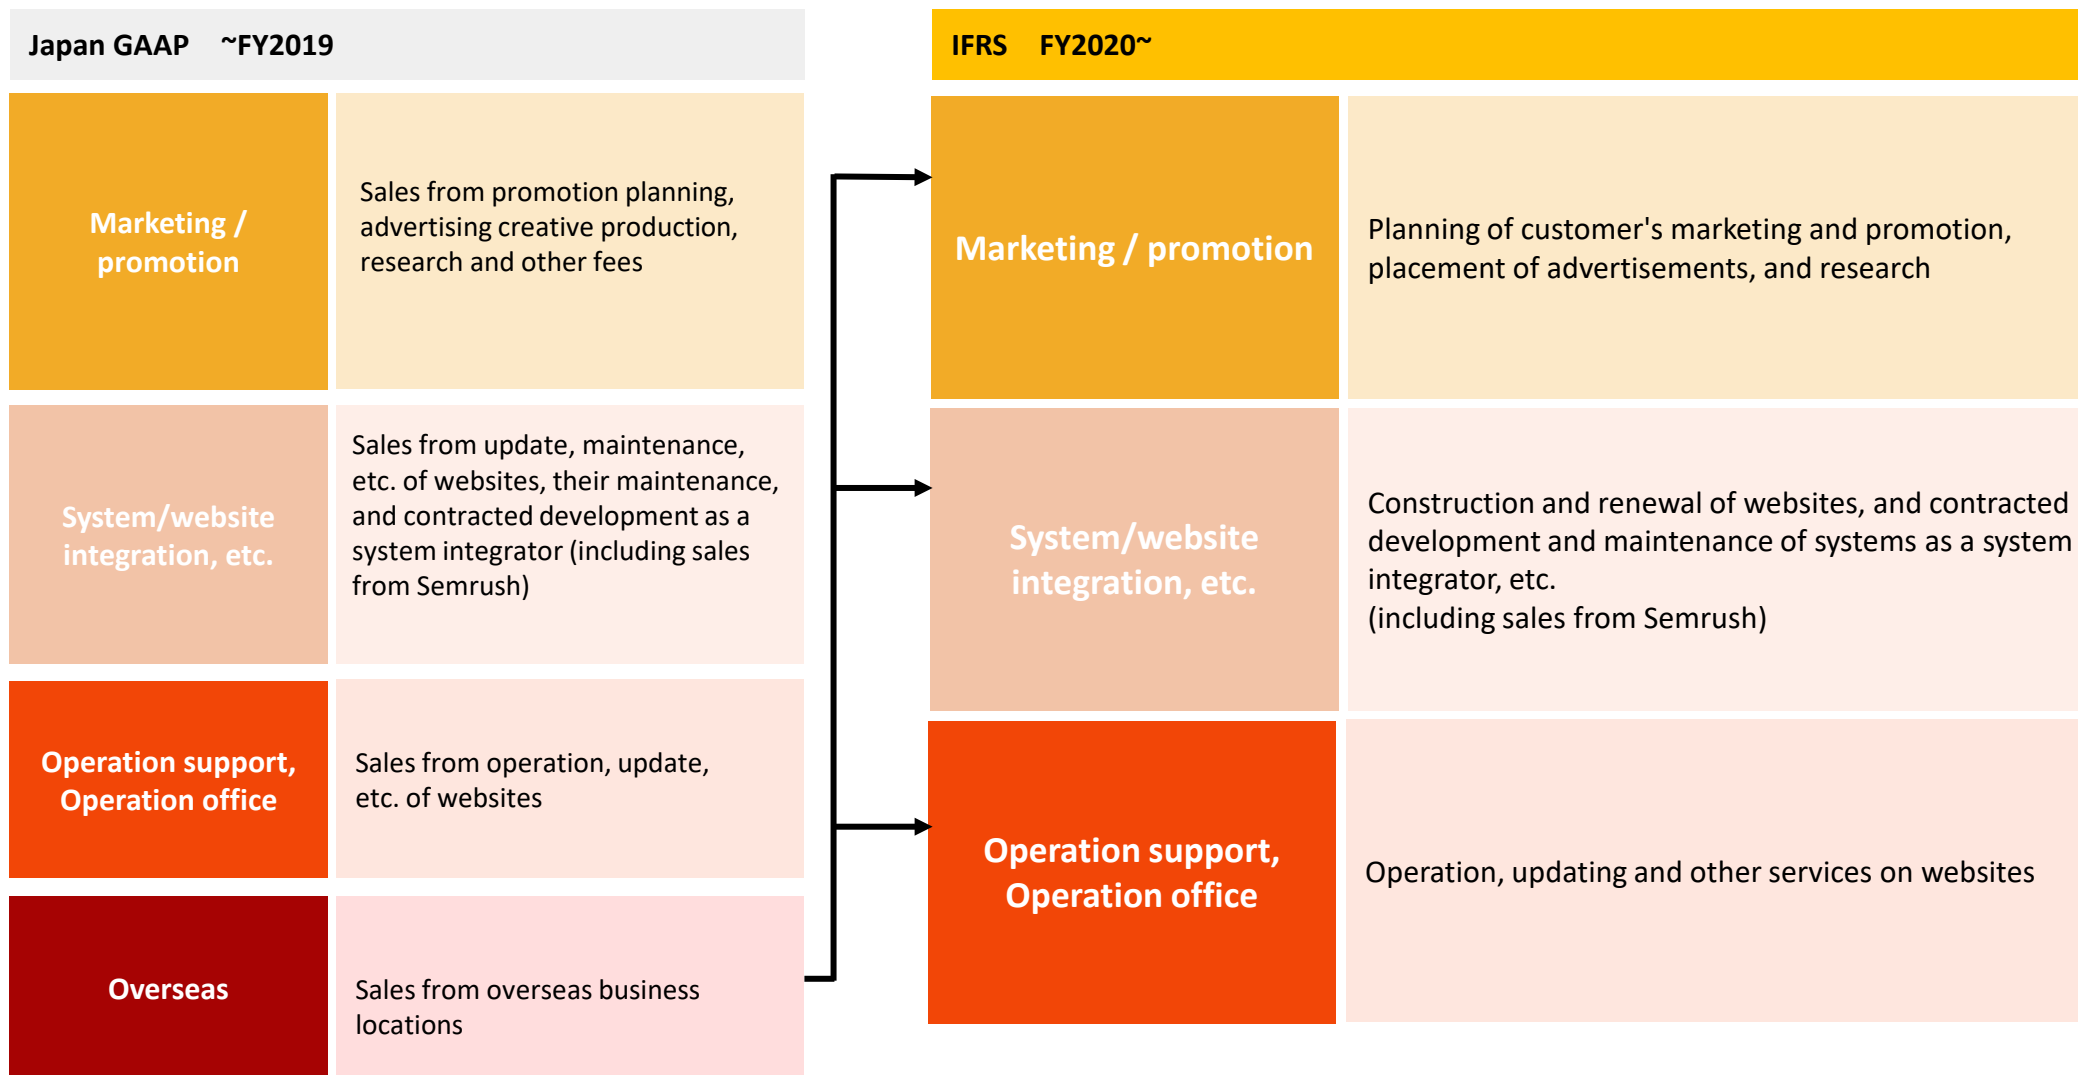 Japan GAAP ~FY2019
Marketing /
promotion
Sales from promotion planning,
advertising creative production,
research and other fees
System/website
integration, etc.
Sales from update, maintenance,
etc. of websites, their maintenance,
and contracted development as a
system integrator (including sales
from Semrush)
Operation support,
Operation office
Sales from operation, update,
etc. of websites
Overseas
Sales from overseas business
locations
IFRS FY2020~
Marketing / promotion
Planning of customer's marketing and promotion,
placement of advertisements, and research
System/website
integration, etc.
Construction and renewal of websites, and contracted
development and maintenance of systems as a system
integrator, etc.
(including sales from Semrush)
Operation support,
Operation office
Operation, updating and other services on websites